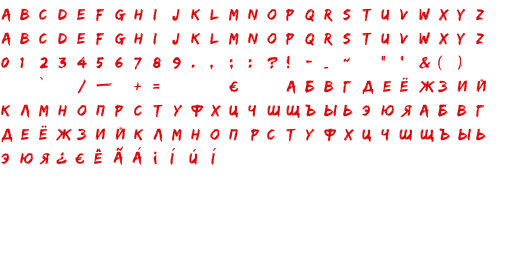 A B C D E F G H I J K L M N O P Q R S T U V W X Y Z
A B C D E F G H I J K L M N O P Q R S T U V W X Y Z
0 1 2 3 4 5 6 7 8 9 . , ; : ? ! - _ ~ " ' & ( )
` / — + = € А Б В Г Д Е Ё Ж З И Й
К Л М Н О П Р С Т У Ф Х Ц Ч Ш Щ Ъ Ы Ь Э Ю Я А Б В Г
Д Е Ё Ж З И Й К Л М Н О П Р С Т У Ф Х Ц Ч Ш Щ Ъ Ы Ь
Э Ю Я ¿ € Ê Ã Á ¡ Í Ú Í